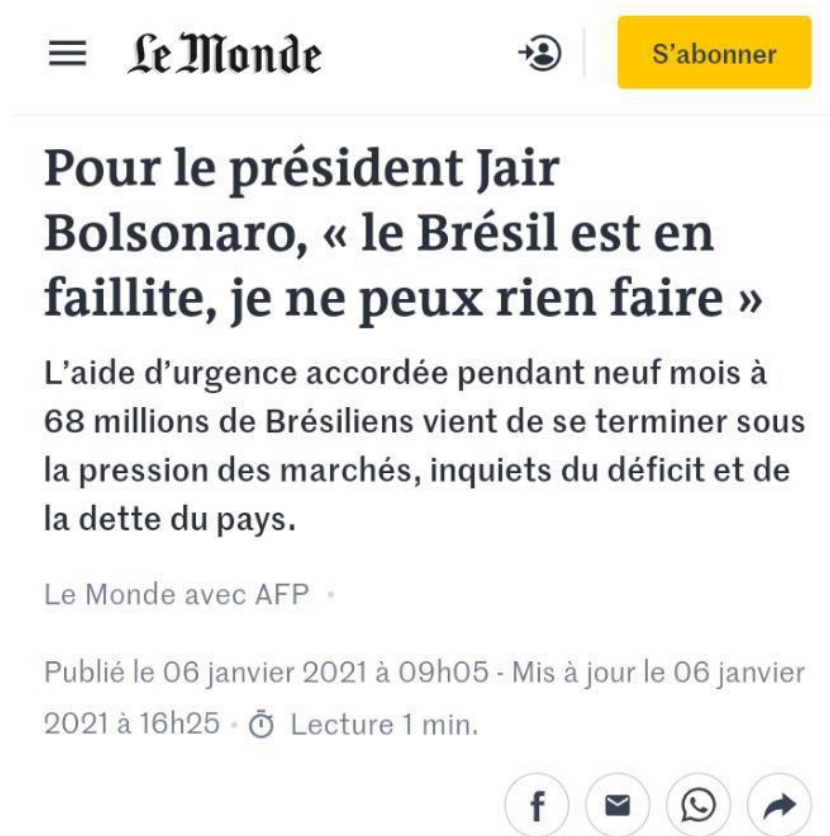 Le Monde
S'abonner
Pour le président Jair
Bolsonaro, « le Brésil est en
faillite, je ne peux rien faire »
L'aide d'urgence accordée pendant neuf mois à
68 millions de Brésiliens vient de se terminer sous
la pression des marchés, inquiets du déficit et de
la dette du pays.
Le Monde avec AFP •
Publié le 06 janvier 2021 à 09h05 - Mis à jour le 06 janvier
2021 à 16h25 • Lecture 1 min.